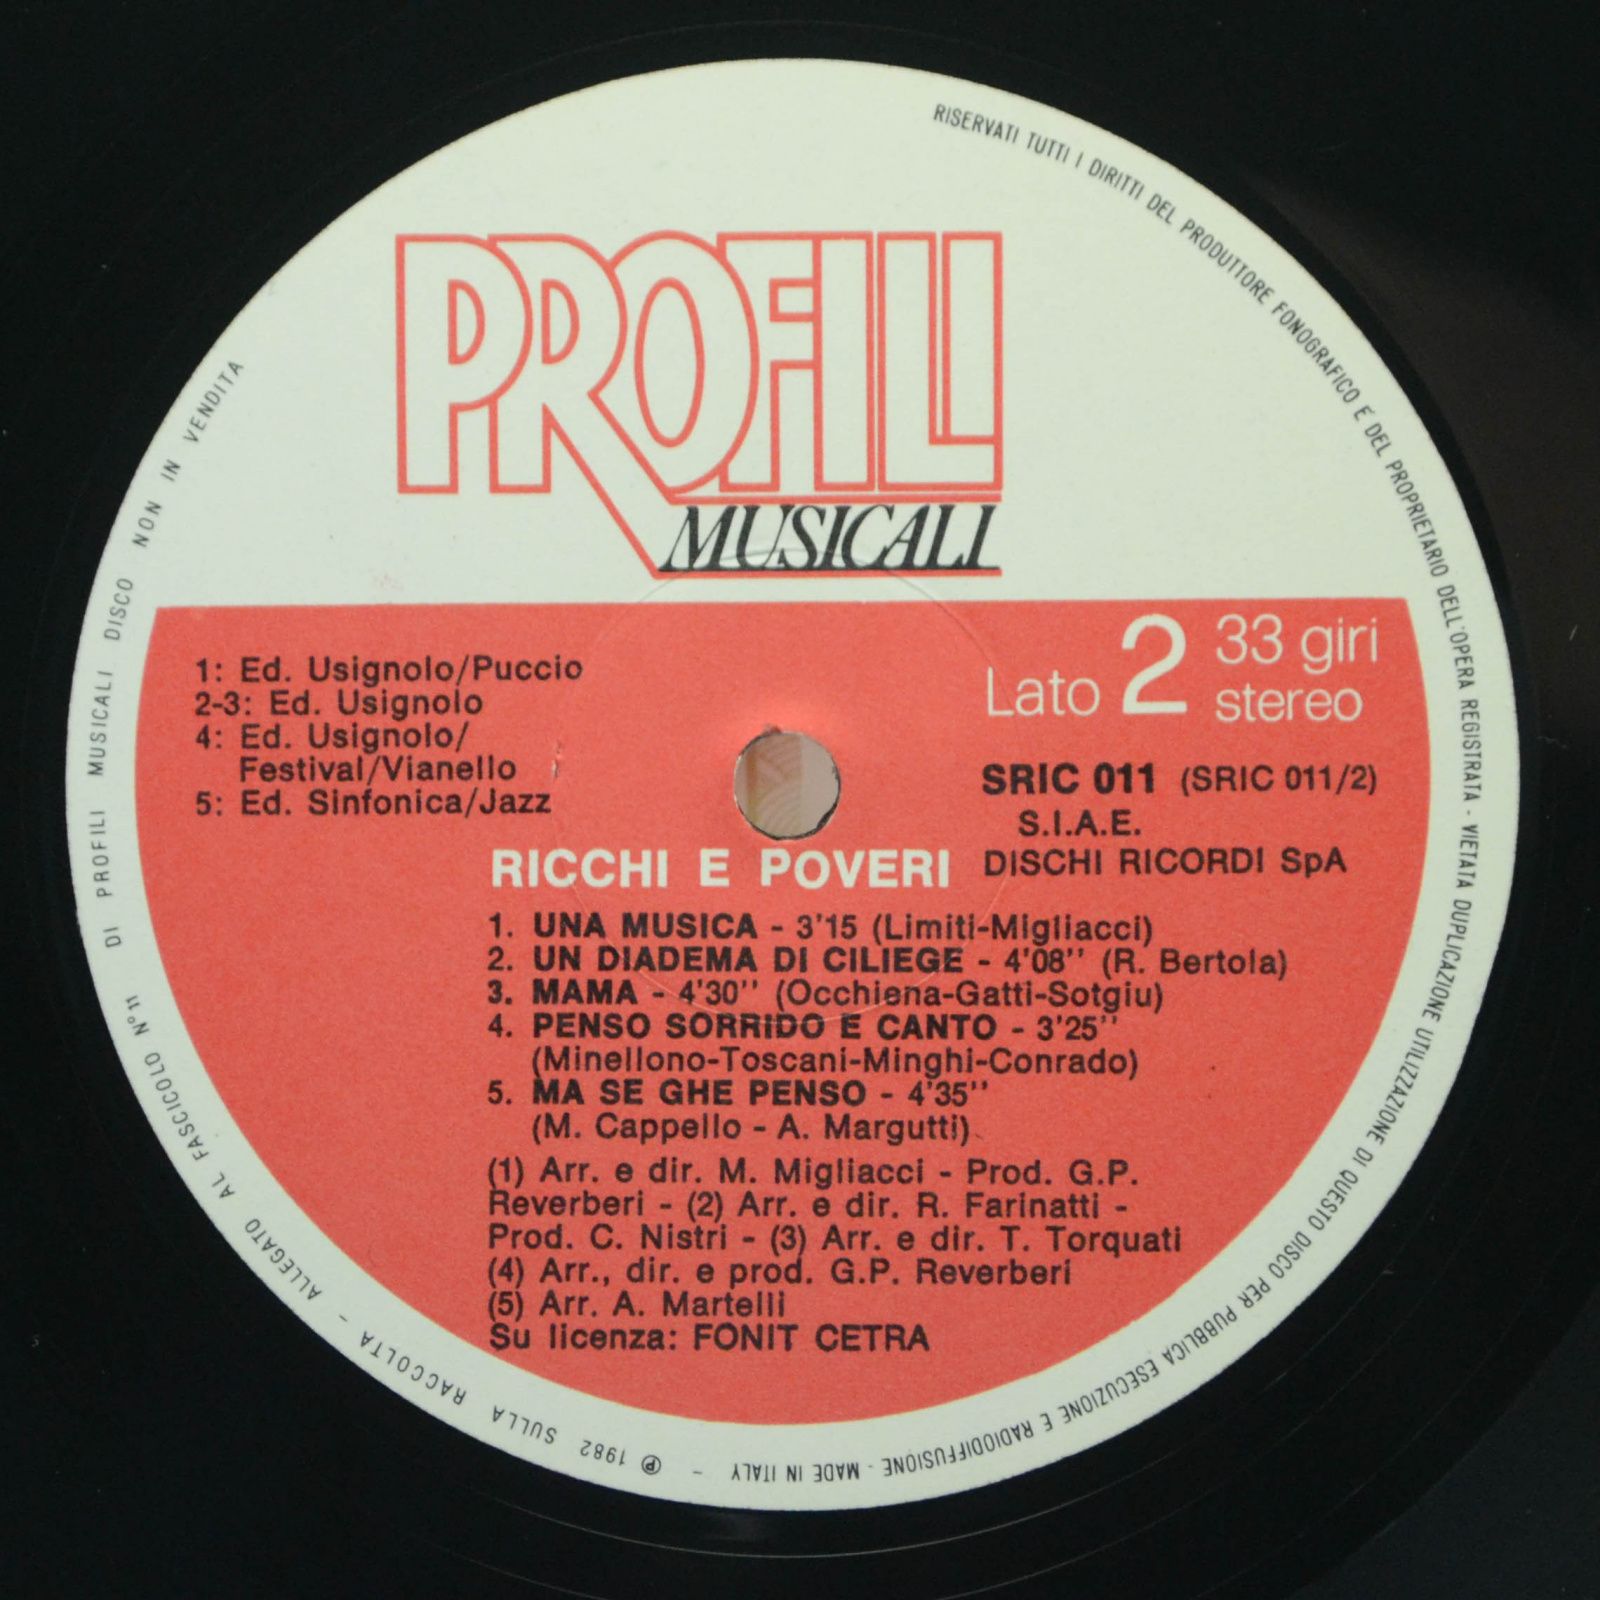 PROFILI
MUSICALI
Lato 2
33 giri
stereo
1: Ed. Usignolo/Puccio
2-3: Ed. Usignolo
4: Ed. Usignolo/
Festival/Vianello
5: Ed. Sinfonica/Jazz
SRIC 011 (SRIC 011/2)
S.I.A.E.
DISCHI RICORDI SpA
RICCHI E POVERI
1. UNA MUSICA - 3'15 (Limiti-Migliacci)
2. UN DIADEMA DI CILIEGE - 4'08'' (R. Bertola)
3. MAMA - 4'30'' (Occhiena-Gatti-Sotgiu)
4. PENSO SORRIDO E CANTO - 3'25''
(Minellono-Toscani-Minghi-Conrado)
5. MA SE GHE PENSO - 4'35''
(M. Cappello - A. Margutti)
(1) Arr. e dir. M. Migliacci - Prod. G.P.
Reverberi - (2) Arr. e dir. R. Farinatti -
Prod. C. Nistri - (3) Arr. e dir. T. Torquati
(4) Arr., dir. e prod. G.P. Reverberi
(5) Arr. A. Martelli
Su licenza: FONIT CETRA
RISERVATI TUTTI I DIRITTI DEL PRODUTTORE FONOGRAFICO E DEL PROPRIETARIO DELL'OPERA REGISTRATA - VIETATA DUPLICAZIONE UTILIZZAZIONE DI QUESTO DISCO PER PUBBLICA ESECUZIONE E RADIODIFFUSIONE - MADE IN ITALY -
℗ 1982 SULLA RACCOLTA - ALLEGATO AL FASCICOLO N°11 DI PROFILI MUSICALI DISCO NON IN VENDITA